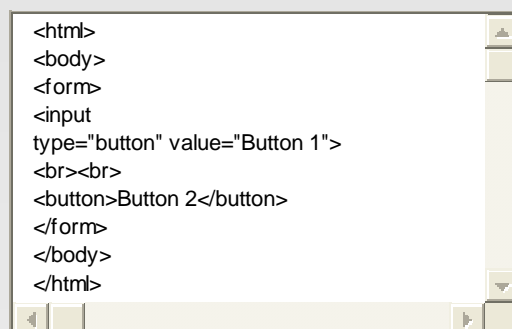 <html>
<body>
<form>
<input
type="button" value="Button 1">
<br><br>
<button>Button 2</button>
</form>
</body>
</html>